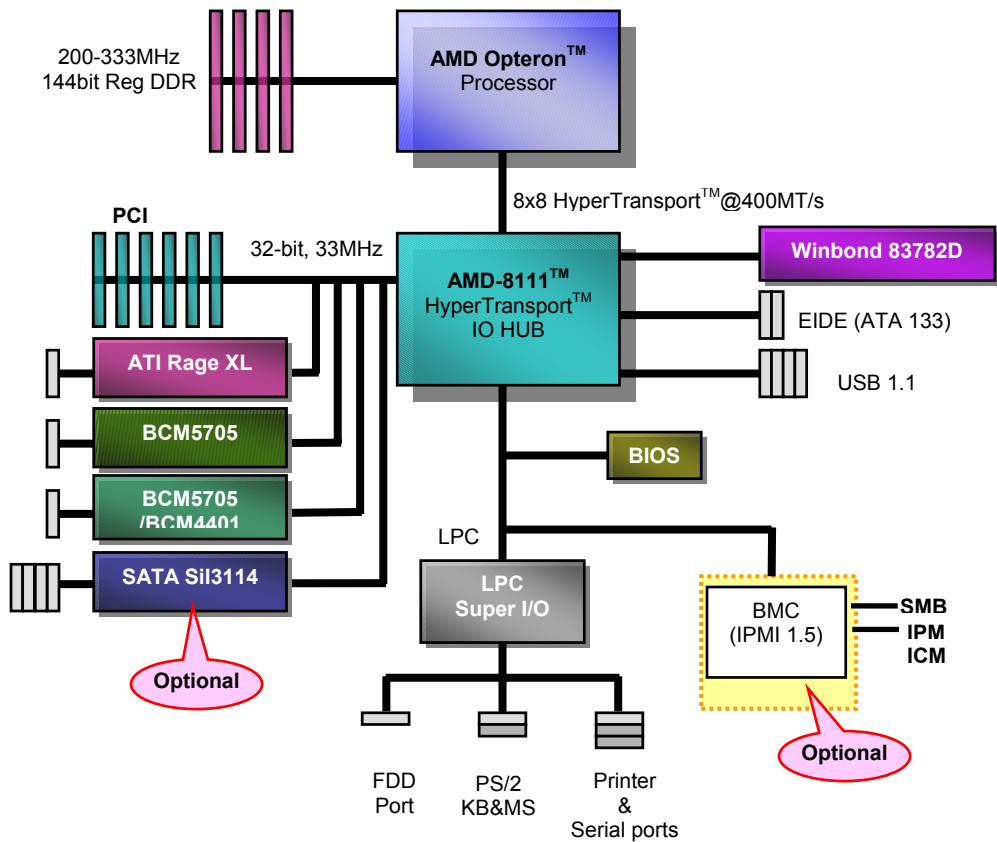 200-333MHz
144bit Reg DDR
AMD Opteron™
Processor
8x8 HyperTransport™@400MT/s
PCI
32-bit, 33MHz
AMD-8111™
HyperTransport™
IO HUB
Winbond 83782D
EIDE (ATA 133)
USB 1.1
ATI Rage XL
BCM5705
BCM5705
/BCM4401
SATA Sil3114
Optional
BIOS
LPC
LPC
Super I/O
BMC
(IPMI 1.5)
SMB
IPM
ICM
Optional
FDD
Port
PS/2
KB&MS
Printer
&
Serial ports